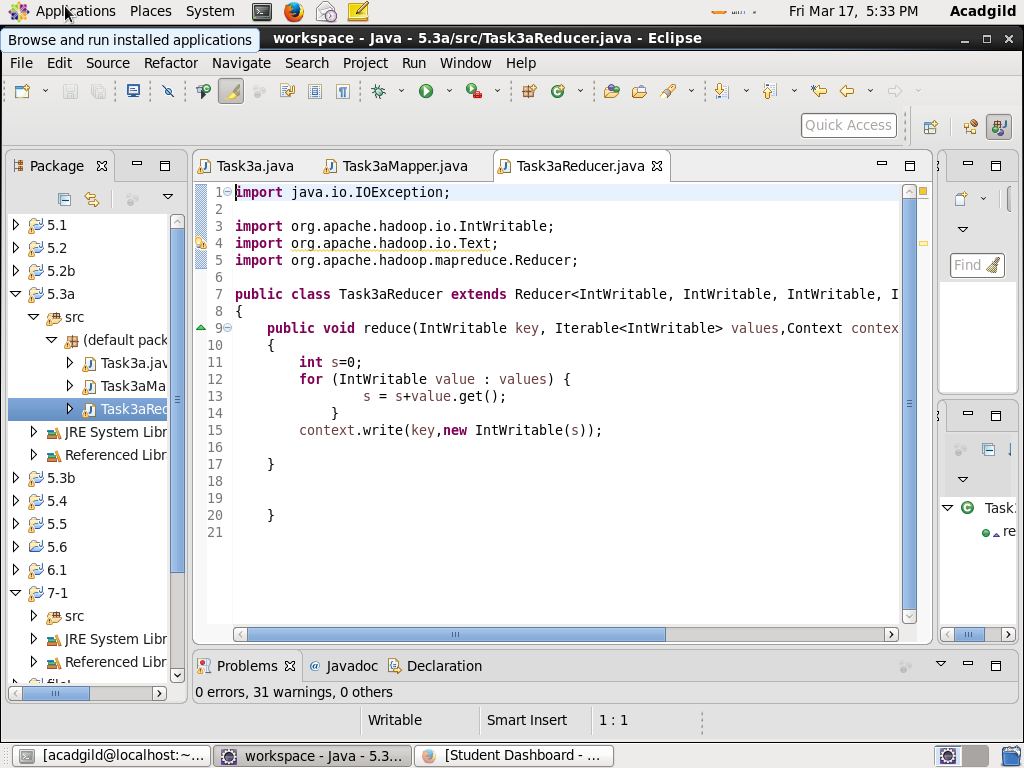 Applications Places System Fri Mar 17, 5:33 PM Acadgild
Browse and run installed applications
workspace - Java - 5.3a/src/Task3aReducer.java - Eclipse
File Edit Source Refactor Navigate Search Project Run Window Help
Quick Access
Package
Task3a.java Task3aMapper.java Task3aReducer.java
5.1
5.2
5.2b
5.3a
src
(default pack
Task3a.jav
Task3aMa
Task3aRed
JRE System Libr
Referenced Libr
5.3b
5.4
5.5
5.6
6.1
7-1
src
JRE System Libr
Referenced Libr
1 import java.io.IOException;
2
3 import org.apache.hadoop.io.IntWritable;
4 import org.apache.hadoop.io.Text;
5 import org.apache.hadoop.mapreduce.Reducer;
6
7 public class Task3aReducer extends Reducer<IntWritable, IntWritable, IntWritable, I
8 {
9 public void reduce(IntWritable key, Iterable<IntWritable> values,Context contex
10 {
11 int s=0;
12 for (IntWritable value : values) {
13 s = s+value.get();
14 }
15 context.write(key,new IntWritable(s));
16
17 }
18
19
20 }
21
Find
Task3
re
Problems @ Javadoc Declaration
0 errors, 31 warnings, 0 others
Writable Smart Insert 1 : 1
[acadgild@localhost:~... workspace - Java - 5.3... [Student Dashboard - ...